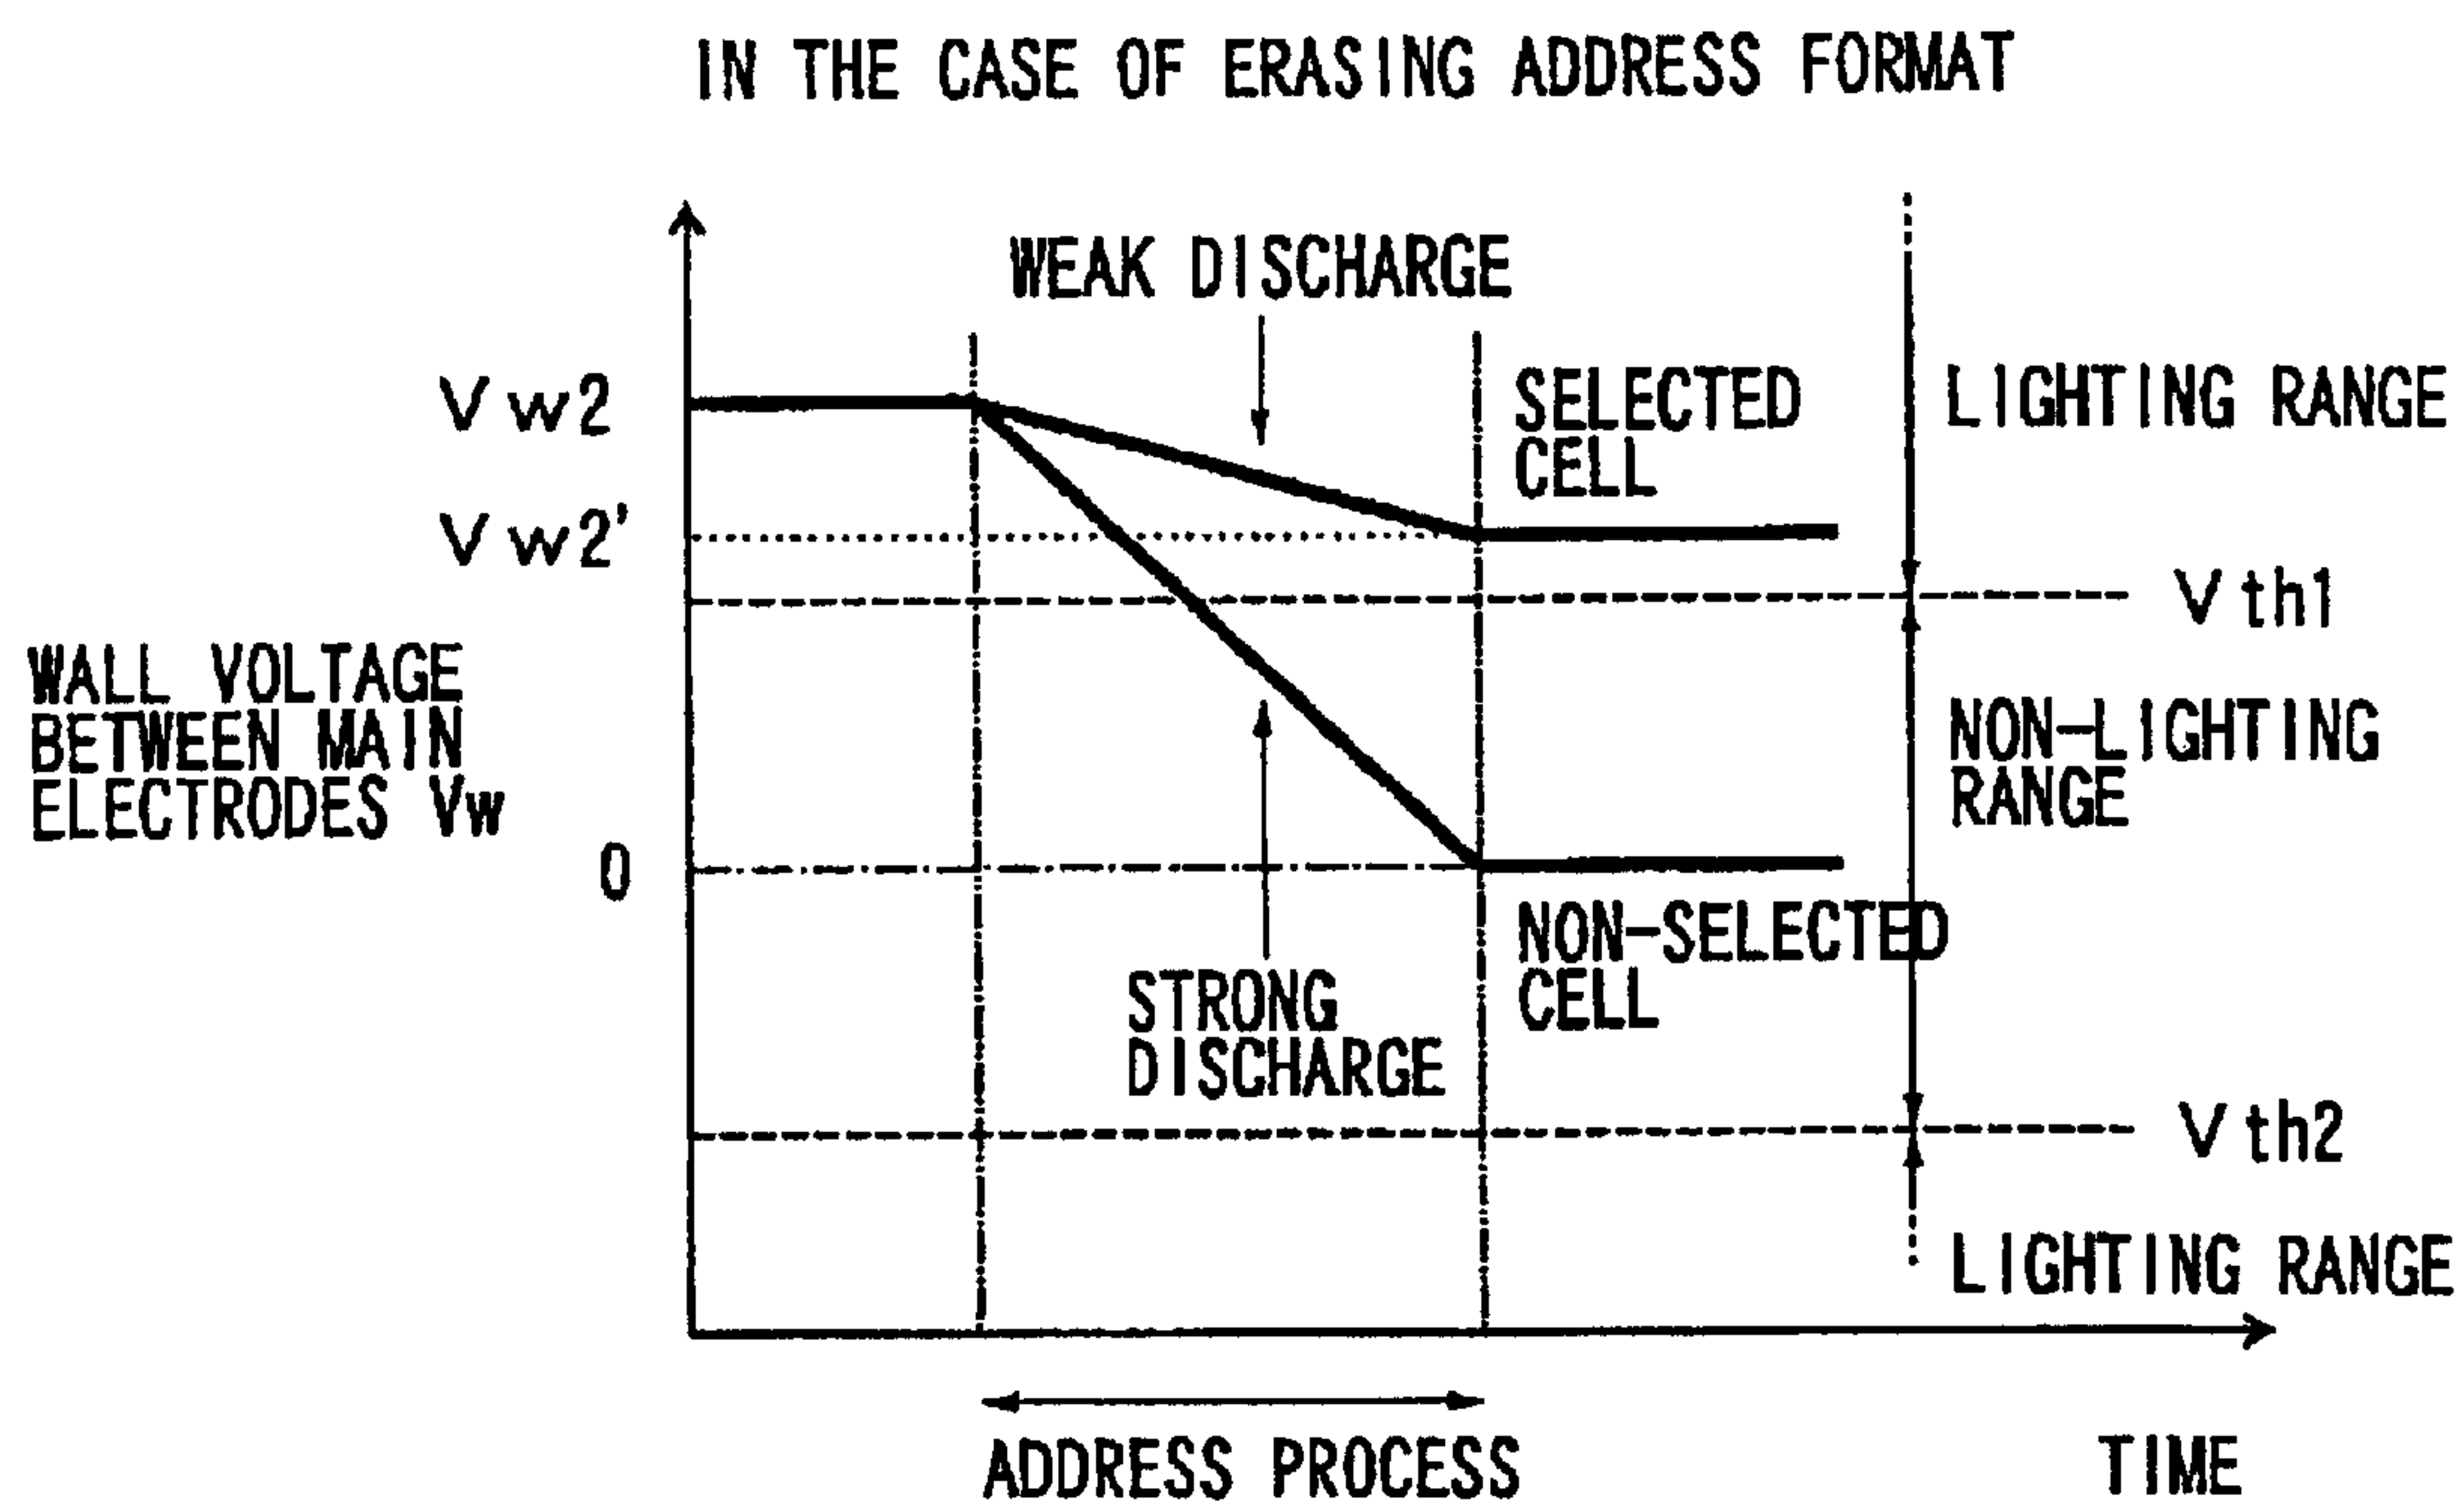 IN THE CASE OF ERASING ADDRESS FORMAT
WEAK DISCHARGE
Vw2
SELECTED
CELL
LIGHTING RANGE
Vw2'
Vth1
WALL VOLTAGE
BETWEEN MAIN
ELECTRODES Vw
NON-LIGHTING
RANGE
0
NON-SELECTED
CELL
STRONG
DISCHARGE
Vth2
LIGHTING RANGE
ADDRESS PROCESS
TIME